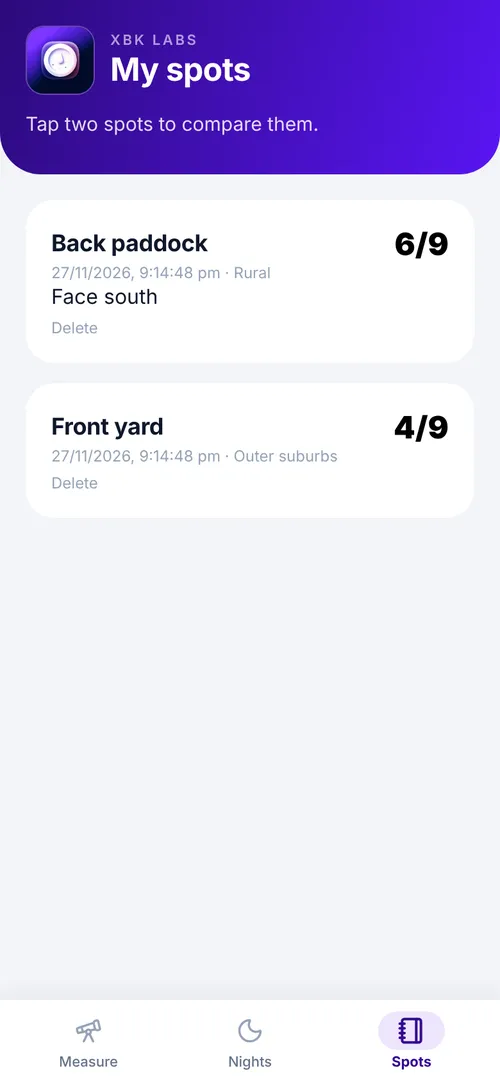 XBK LABS
My spots
Tap two spots to compare them.
Back paddock
6/9
27/11/2026, 9:14:48 pm · Rural
Face south
Delete
Front yard
4/9
27/11/2026, 9:14:48 pm · Outer suburbs
Delete
Measure
Nights
Spots